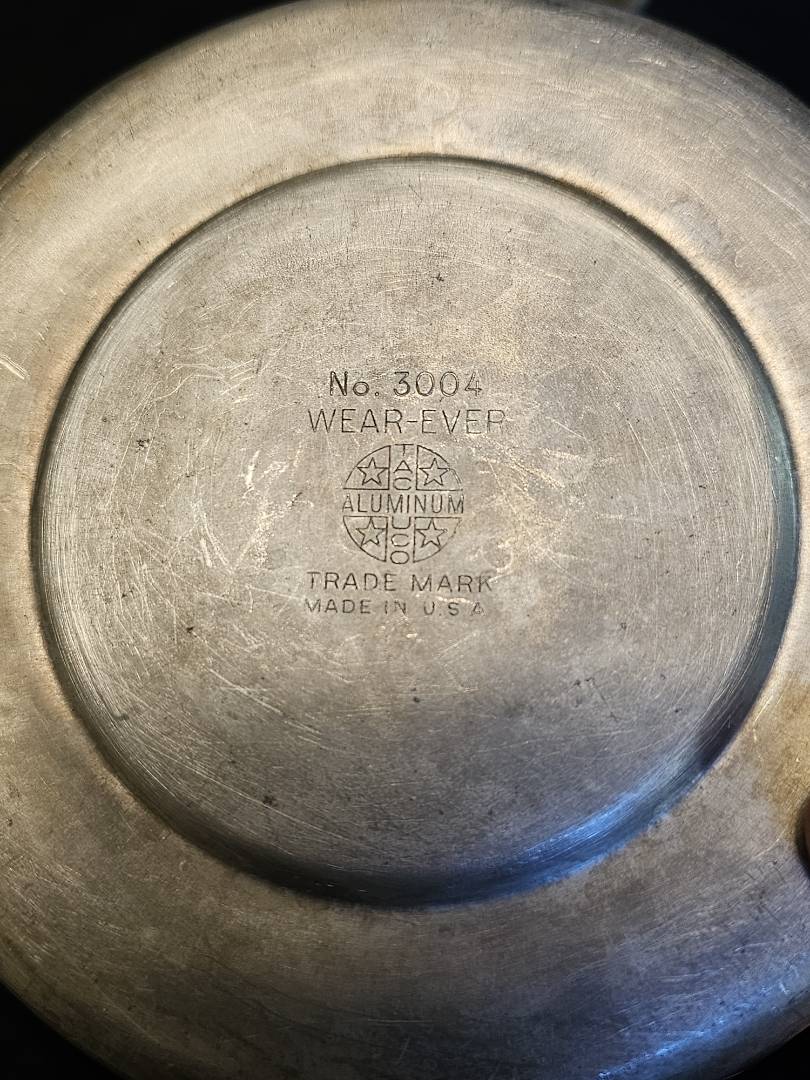 No. 3004
WEAR-EVER
TACUCO
ALUMINUM
TRADE MARK
MADE IN U.S.A.